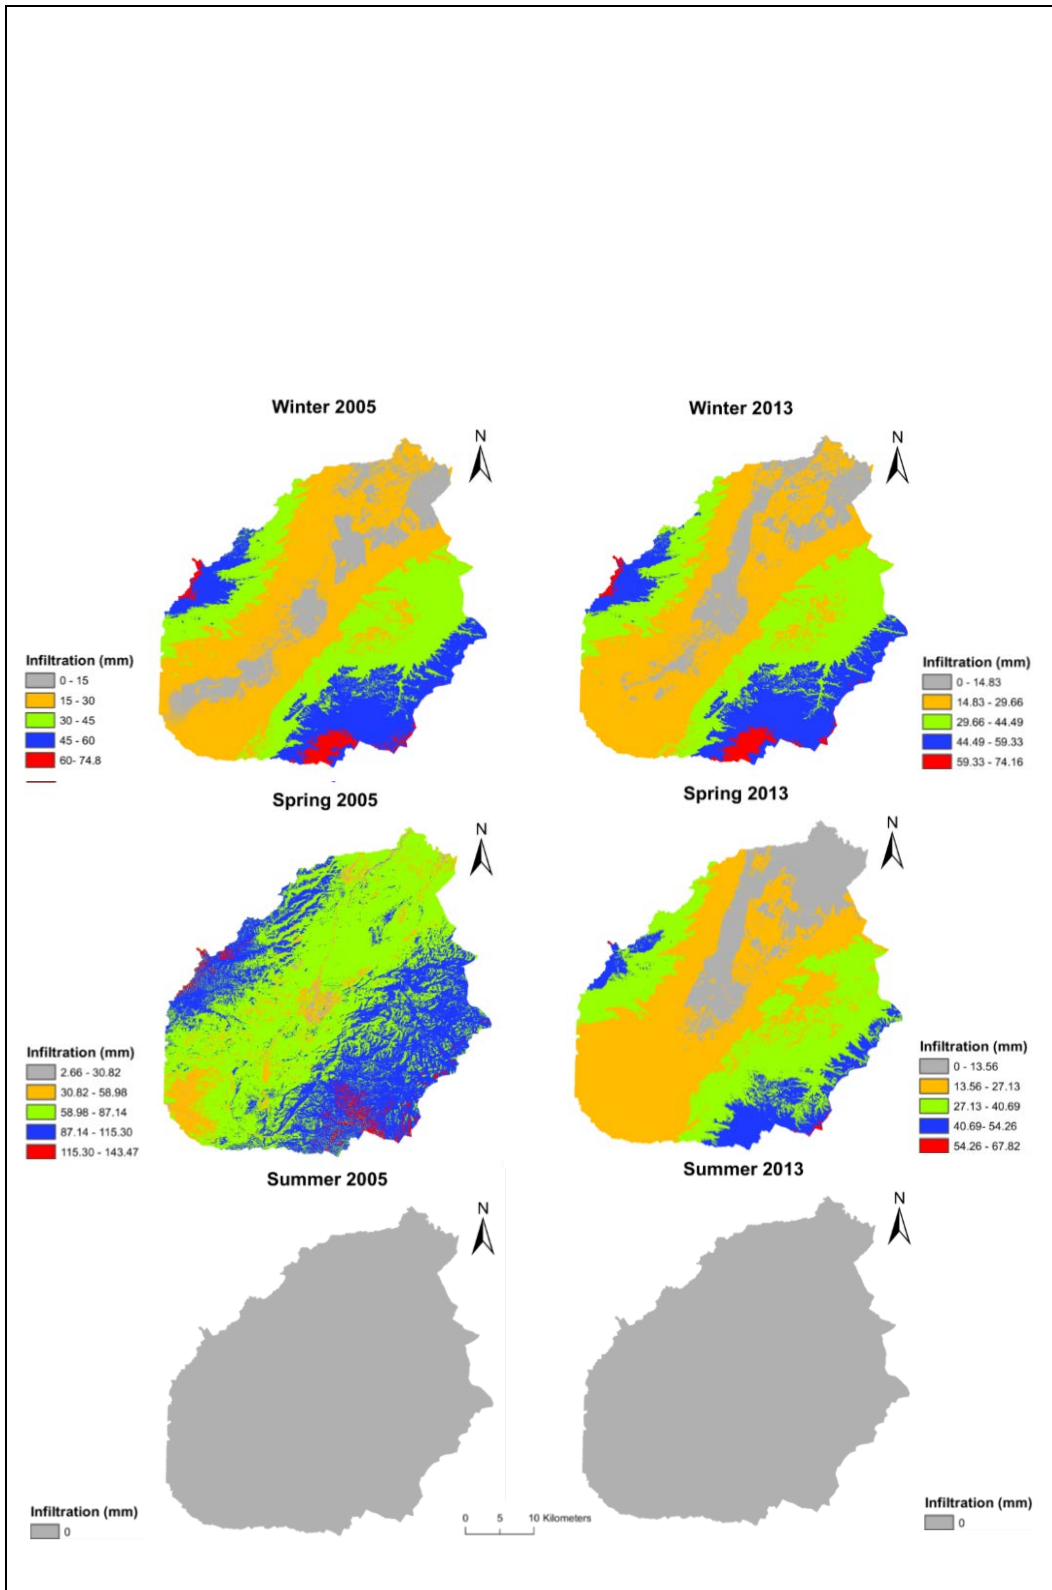 Winter 2005
N
Infiltration (mm)
0 - 15
15 - 30
30 - 45
45 - 60
60- 74.8
Winter 2013
N
Infiltration (mm)
0 - 14.83
14.83 - 29.66
29.66 - 44.49
44.49 - 59.33
59.33 - 74.16
Spring 2005
N
Infiltration (mm)
2.66 - 30.82
30.82 - 58.98
58.98 - 87.14
87.14 - 115.30
115.30 - 143.47
Spring 2013
N
Infiltration (mm)
0 - 13.56
13.56 - 27.13
27.13 - 40.69
40.69- 54.26
54.26 - 67.82
Summer 2005
N
Infiltration (mm)
0
Summer 2013
N
Infiltration (mm)
0
0 5 10 Kilometers